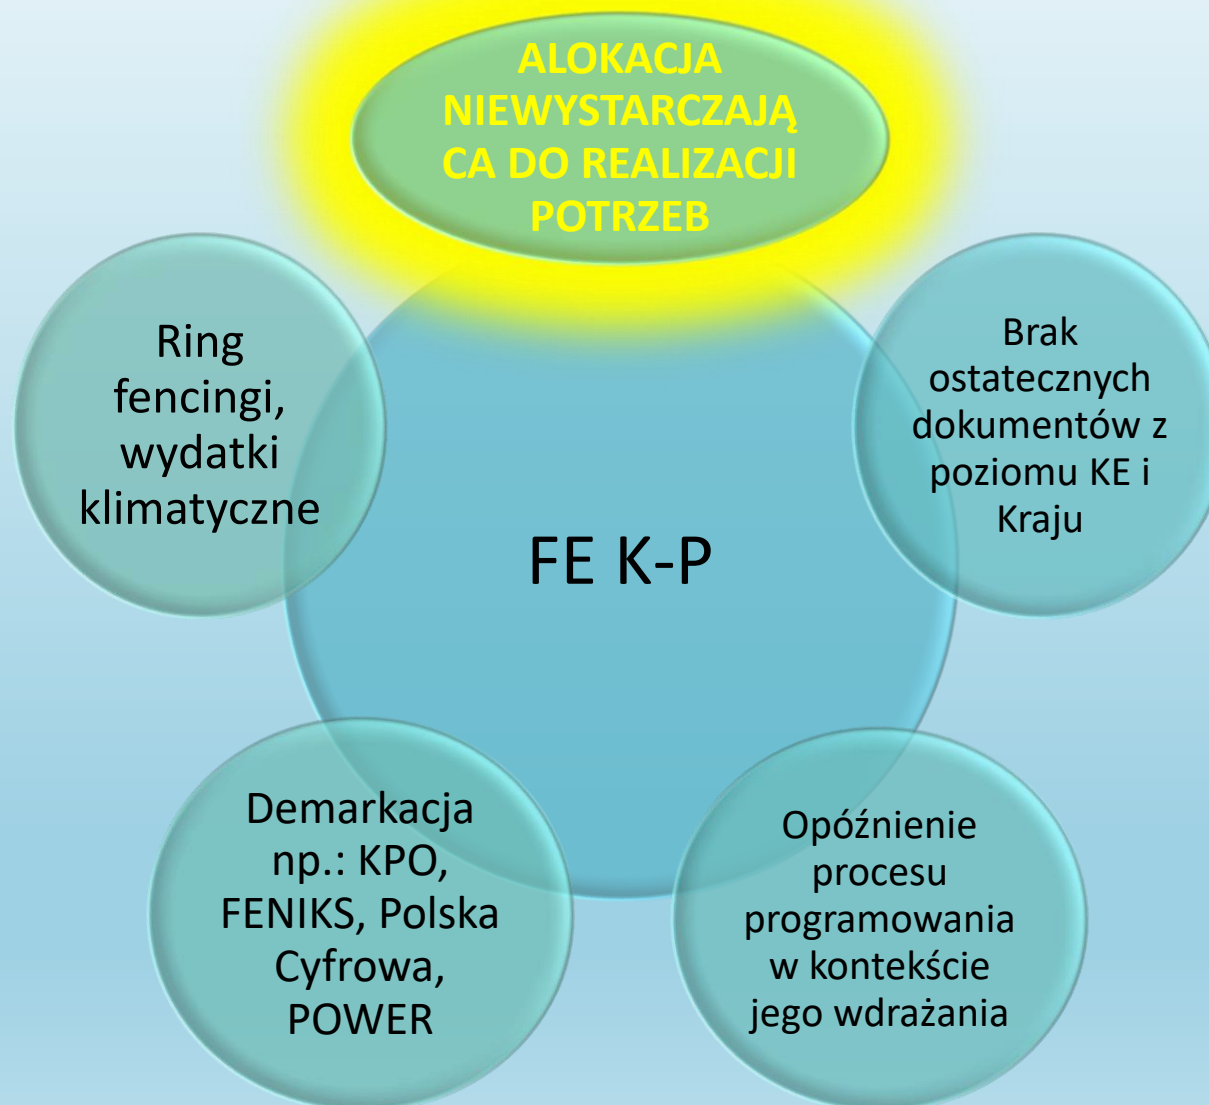 ALOKACJA
NIEWYSTARCZAJĄ
CA DO REALIZACJI
POTRZEB
Ring
fencingi,
wydatki
klimatyczne
Brak
ostatecznych
dokumentów z
poziomu KE i
Kraju
FE K-P
Demarkacja
np.: KPO,
FENIKS, Polska
Cyfrowa,
POWER
Opóźnienie
procesu
programowania
w kontekście
jego wdrażania